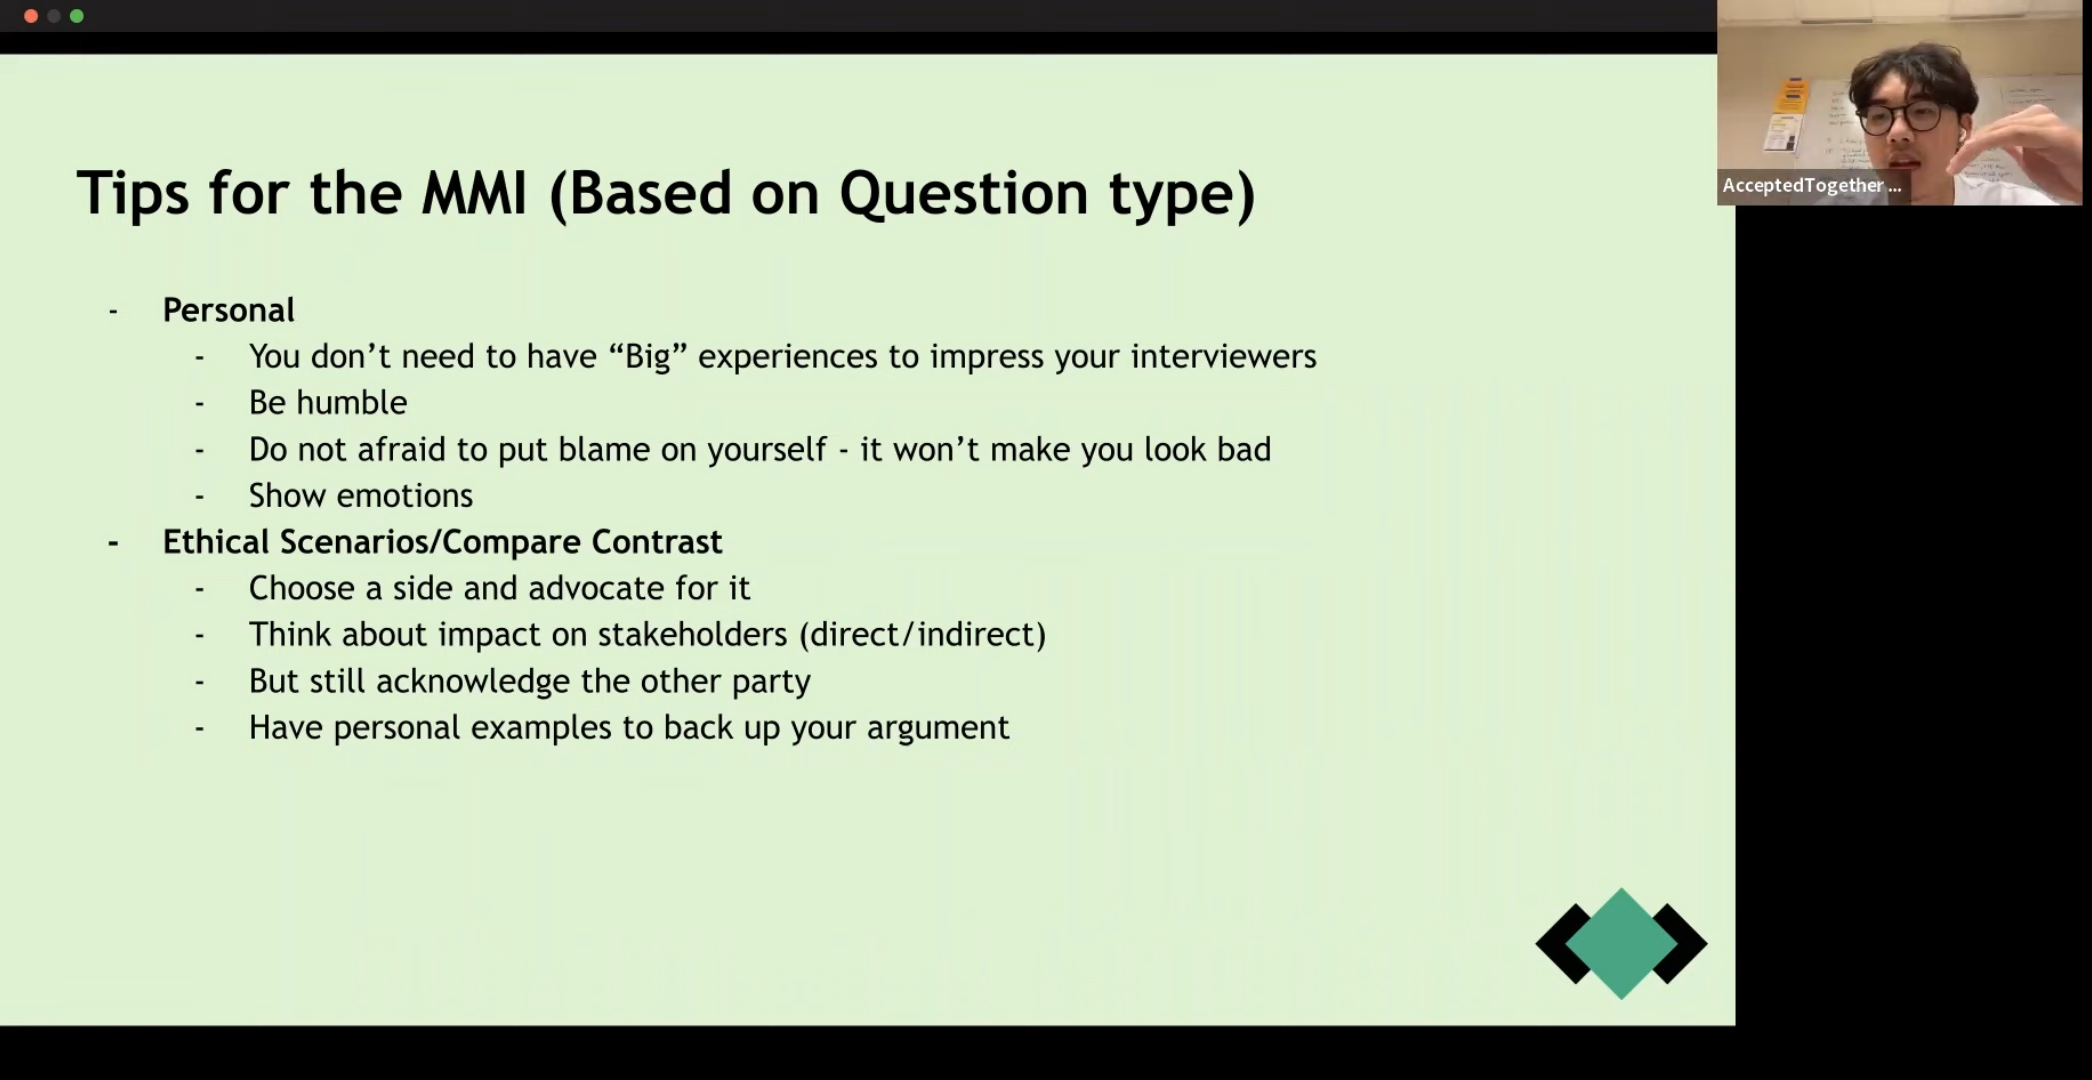 Tips for the MMI (Based on Question type)
- Personal
- You don’t need to have “Big” experiences to impress your interviewers
- Be humble
- Do not afraid to put blame on yourself - it won’t make you look bad
- Show emotions
- Ethical Scenarios/Compare Contrast
- Choose a side and advocate for it
- Think about impact on stakeholders (direct/indirect)
- But still acknowledge the other party
- Have personal examples to back up your argument
AcceptedTogether ...